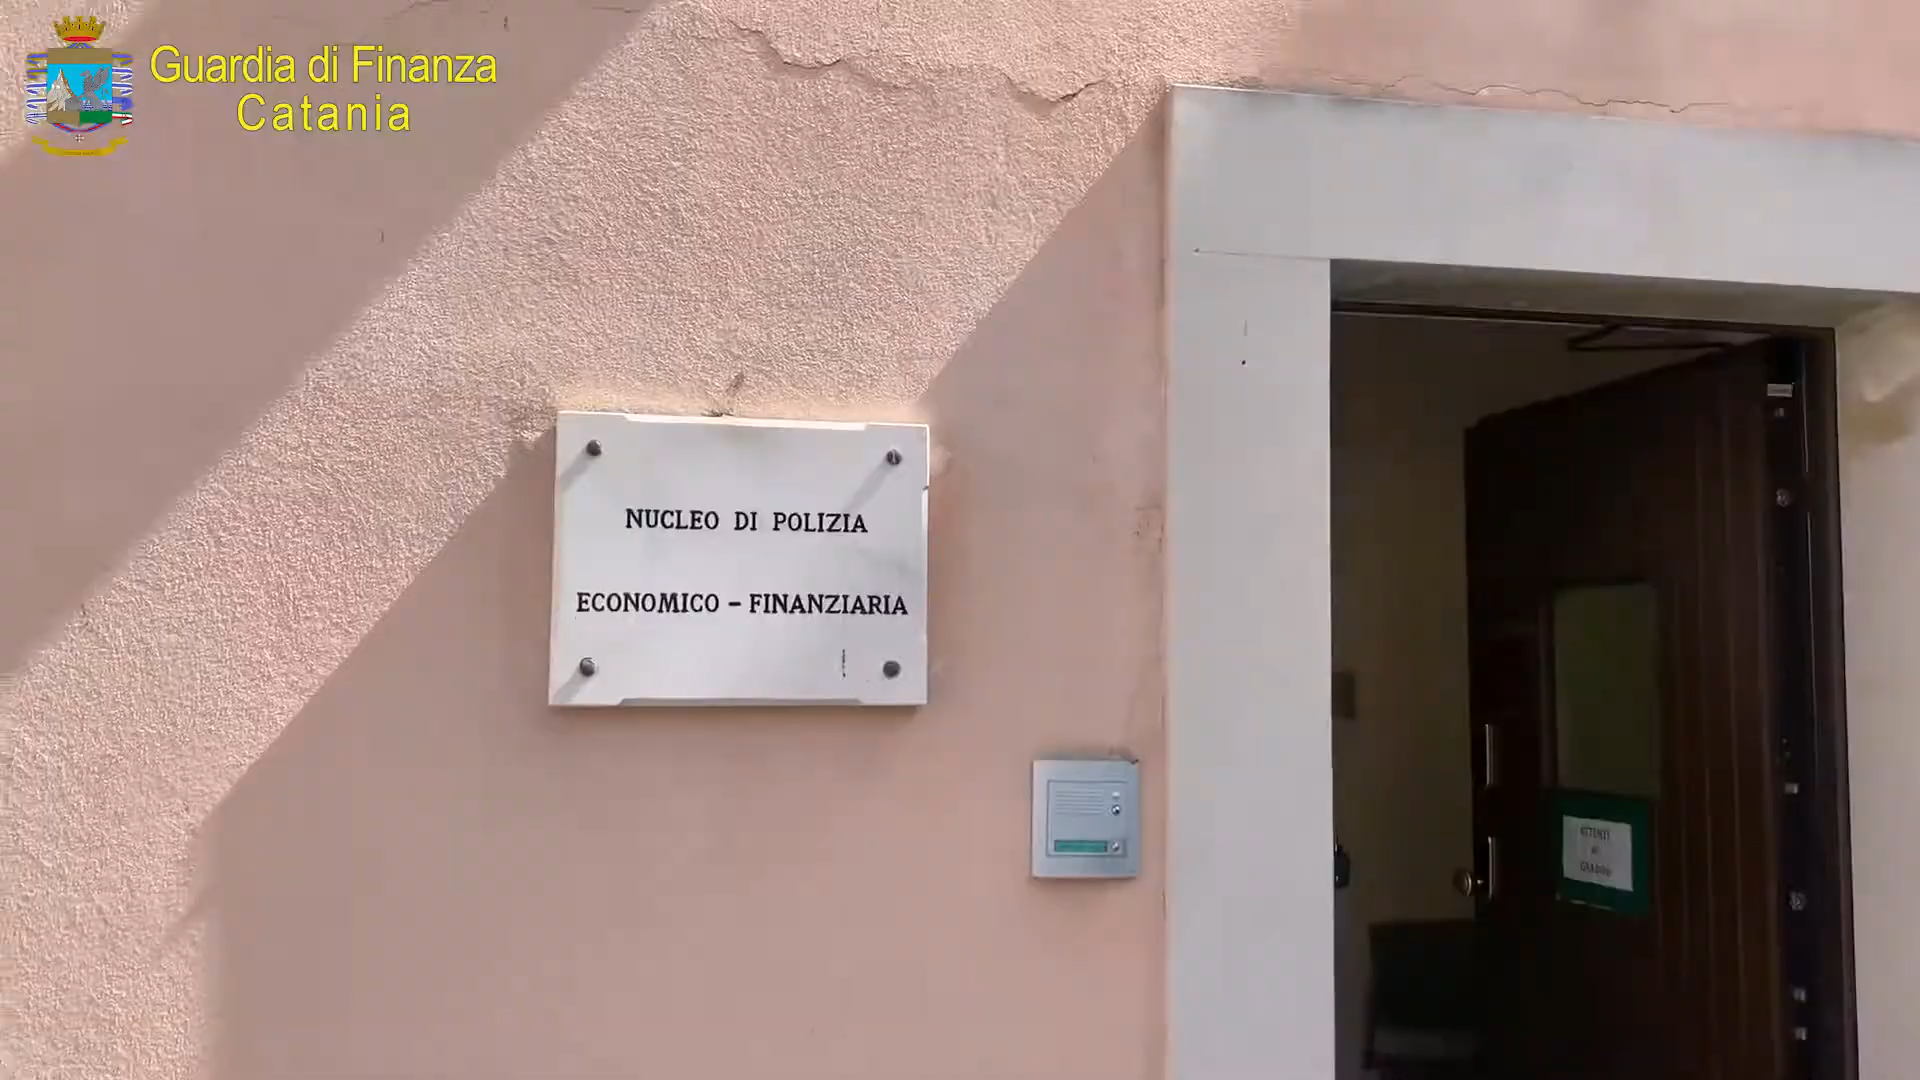 Guardia di Finanza
Catania
NUCLEO DI POLIZIA
ECONOMICO - FINANZIARIA